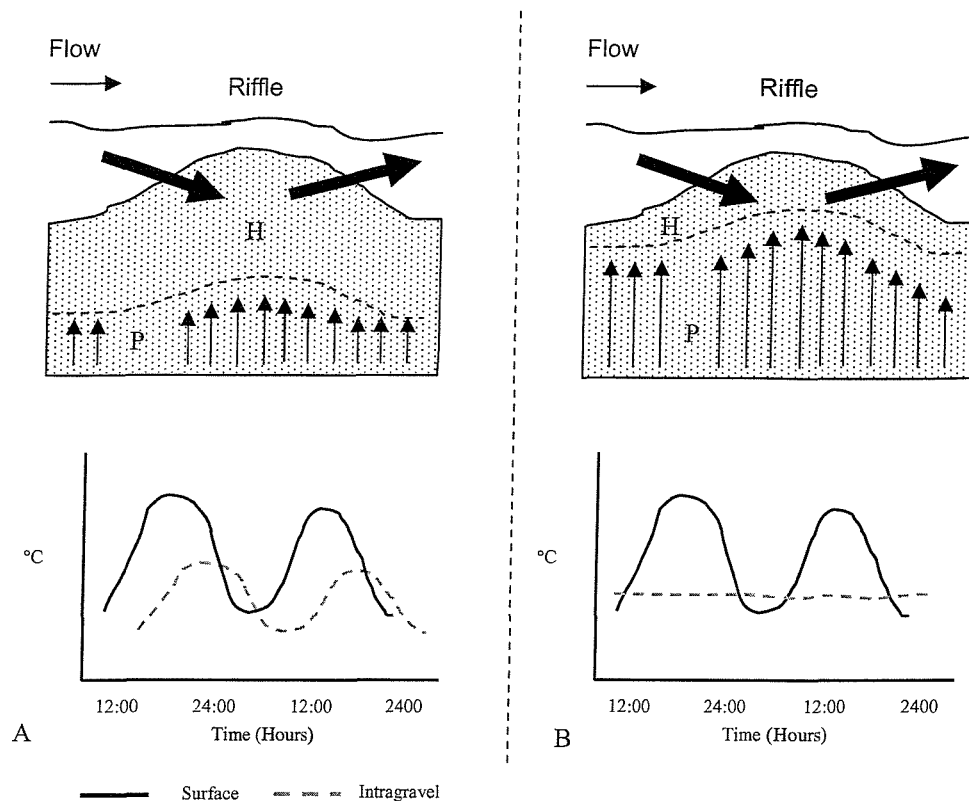 Flow
Riffle
H
P
Flow
Riffle
H
P
°C
12:00 24:00 12:00 2400
Time (Hours)
A
°C
12:00 24:00 12:00 2400
Time (Hours)
B
Surface Intragravel